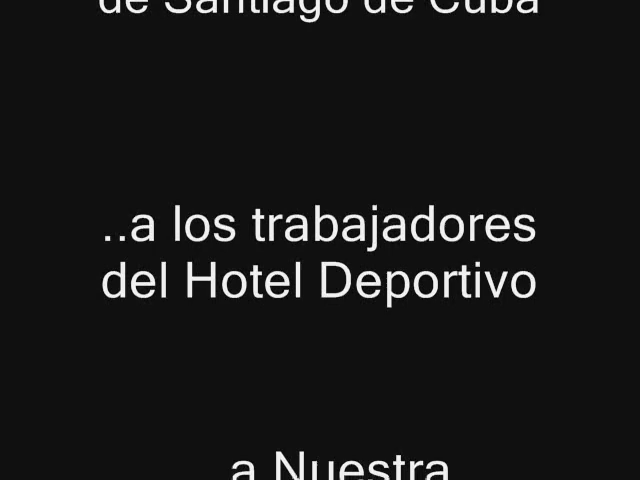 de Santiago de Cuba
..a los trabajadores
del Hotel Deportivo
a Nuestra